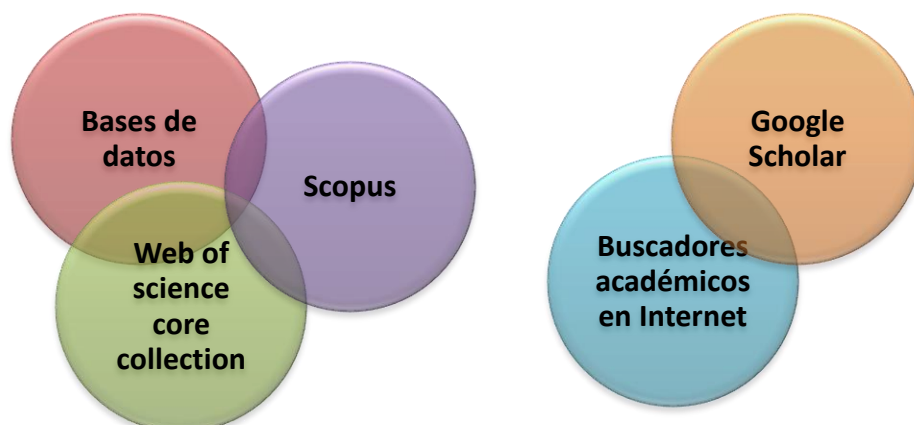 Bases de
datos
Scopus
Web of
science
core
collection
Google
Scholar
Buscadores
académicos
en Internet